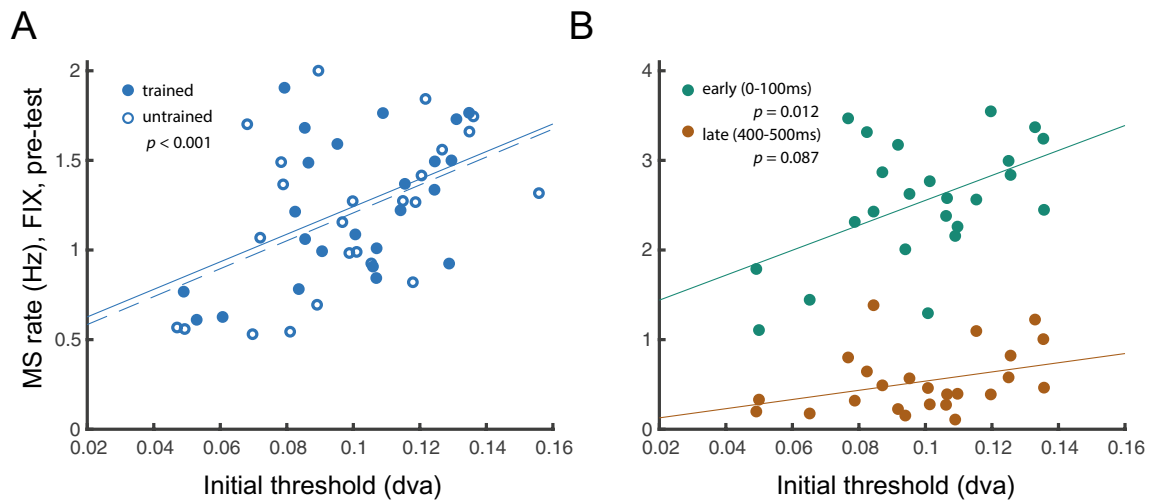 A
B
MS rate (Hz), FIX, pre-test
2
1.5
1
0.5
0
trained
untrained
p < 0.001
0.02 0.04 0.06 0.08 0.1 0.12 0.14 0.16
Initial threshold (dva)
4
3
2
1
0
early (0-100ms)
p = 0.012
late (400-500ms)
p = 0.087
0.02 0.04 0.06 0.08 0.1 0.12 0.14 0.16
Initial threshold (dva)